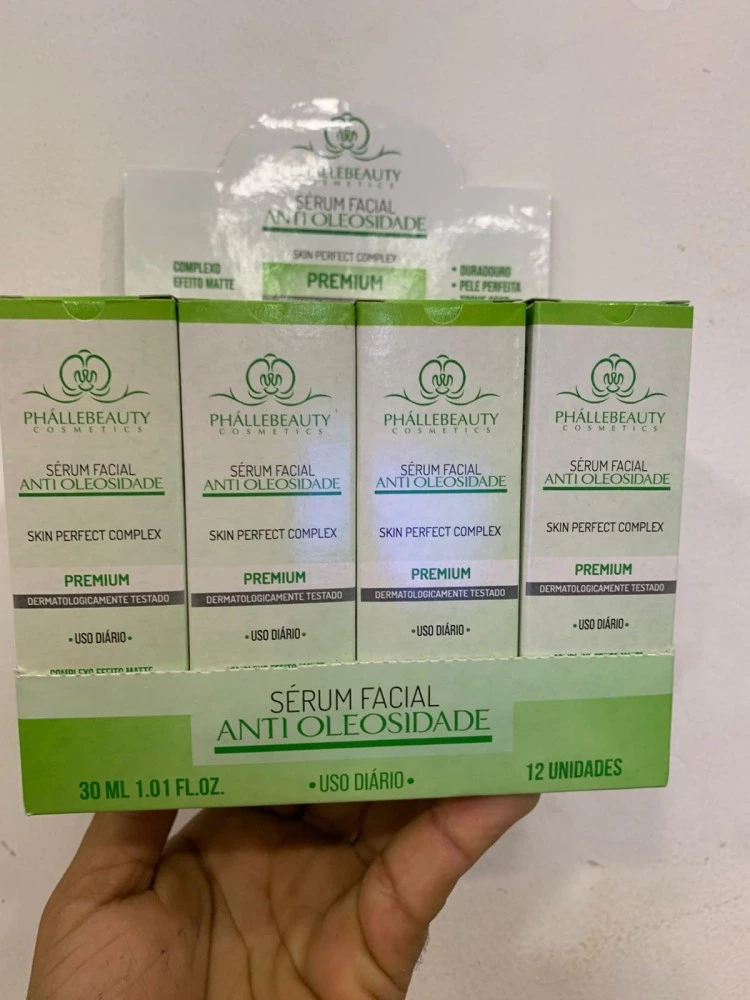 PHÁLLEBEAUTY
COSMETICS
SÉRUM FACIAL
ANTI OLEOSIDADE
SKIN PERFECT COMPLEX
PREMIUM
COMPLEXO
EFEITO MATTE
• DURADOURO
• PELE PERFEITA
PHÁLLEBEAUTY
COSMETICS
SÉRUM FACIAL
ANTI OLEOSIDADE
SKIN PERFECT COMPLEX
PREMIUM
DERMATOLOGICAMENTE TESTADO
• USO DIÁRIO •
COMPLEXO EFEITO MATTE
PHÁLLEBEAUTY
COSMETICS
SÉRUM FACIAL
ANTI OLEOSIDADE
SKIN PERFECT COMPLEX
PREMIUM
DERMATOLOGICAMENTE TESTADO
• USO DIÁRIO •
PHÁLLEBEAUTY
COSMETICS
SÉRUM FACIAL
ANTI OLEOSIDADE
SKIN PERFECT COMPLEX
PREMIUM
DERMATOLOGICAMENTE TESTADO
• USO DIÁRIO •
PHÁLLEBEAUTY
COSMETICS
SÉRUM FACIAL
ANTI OLEOSIDADE
SKIN PERFECT COMPLEX
PREMIUM
DERMATOLOGICAMENTE TESTADO
• USO DIÁRIO •
SÉRUM FACIAL
ANTI OLEOSIDADE
30 ML 1.01 FL.OZ.
• USO DIÁRIO •
12 UNIDADES